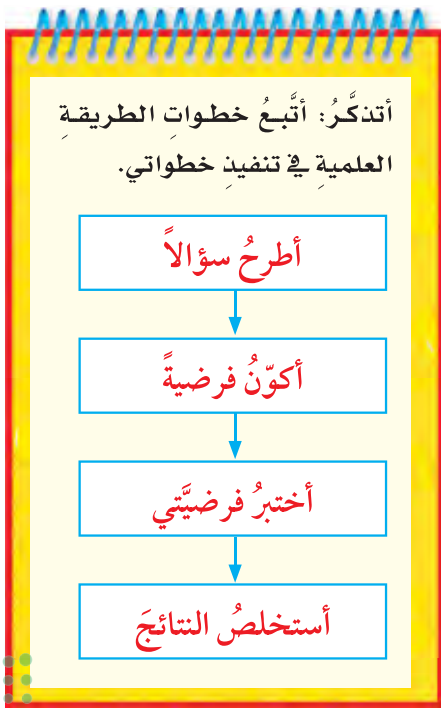 أتذكَّرُ: أتَّبعُ خطواتِ الطريقةِ
العلميةِ في تنفيذِ خطواتي.
أطرحُ سؤالاً
أكوّنُ فرضيةً
أختبرُ فرضيَّتي
أستخلصُ النتائجَ